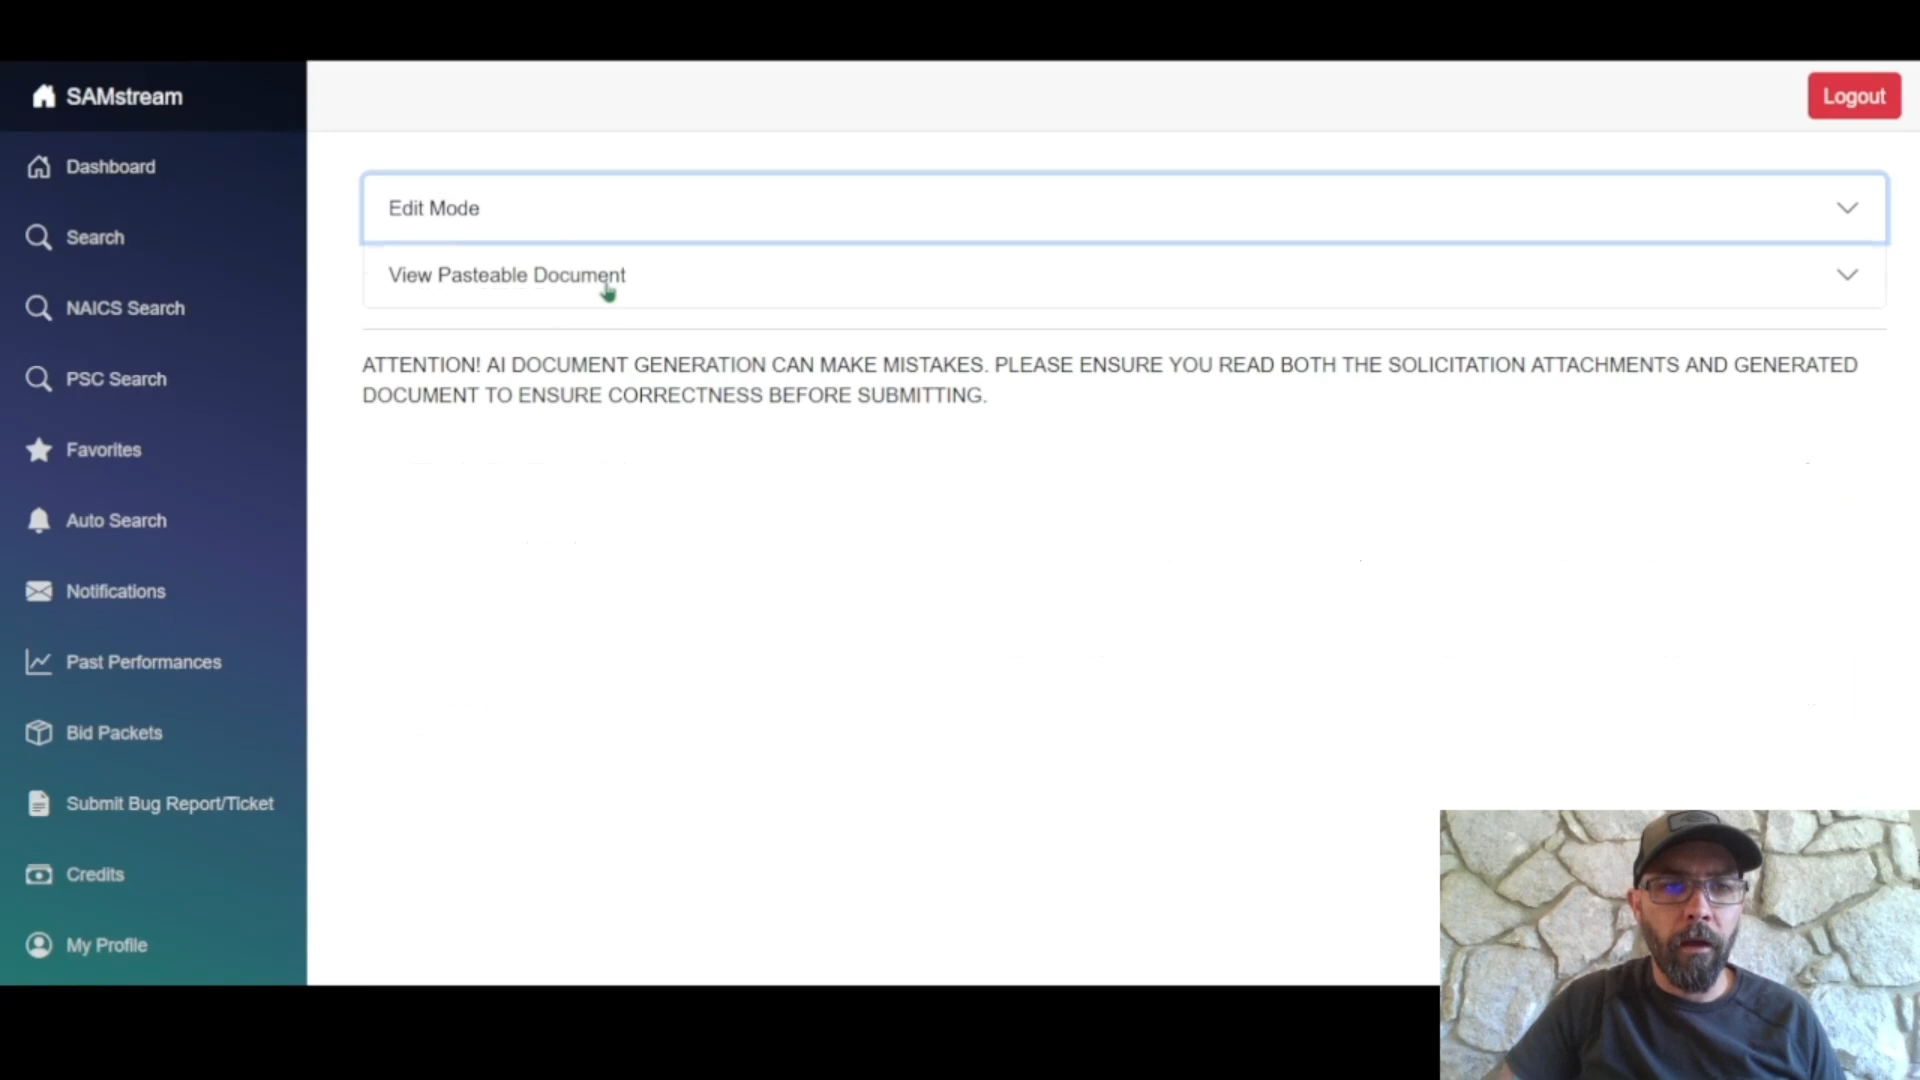 SAMstream
Logout
Dashboard
Search
NAICS Search
PSC Search
Favorites
Auto Search
Notifications
Past Performances
Bid Packets
Submit Bug Report/Ticket
Credits
My Profile
Edit Mode
View Pasteable Document
ATTENTION! AI DOCUMENT GENERATION CAN MAKE MISTAKES. PLEASE ENSURE YOU READ BOTH THE SOLICITATION ATTACHMENTS AND GENERATED
DOCUMENT TO ENSURE CORRECTNESS BEFORE SUBMITTING.